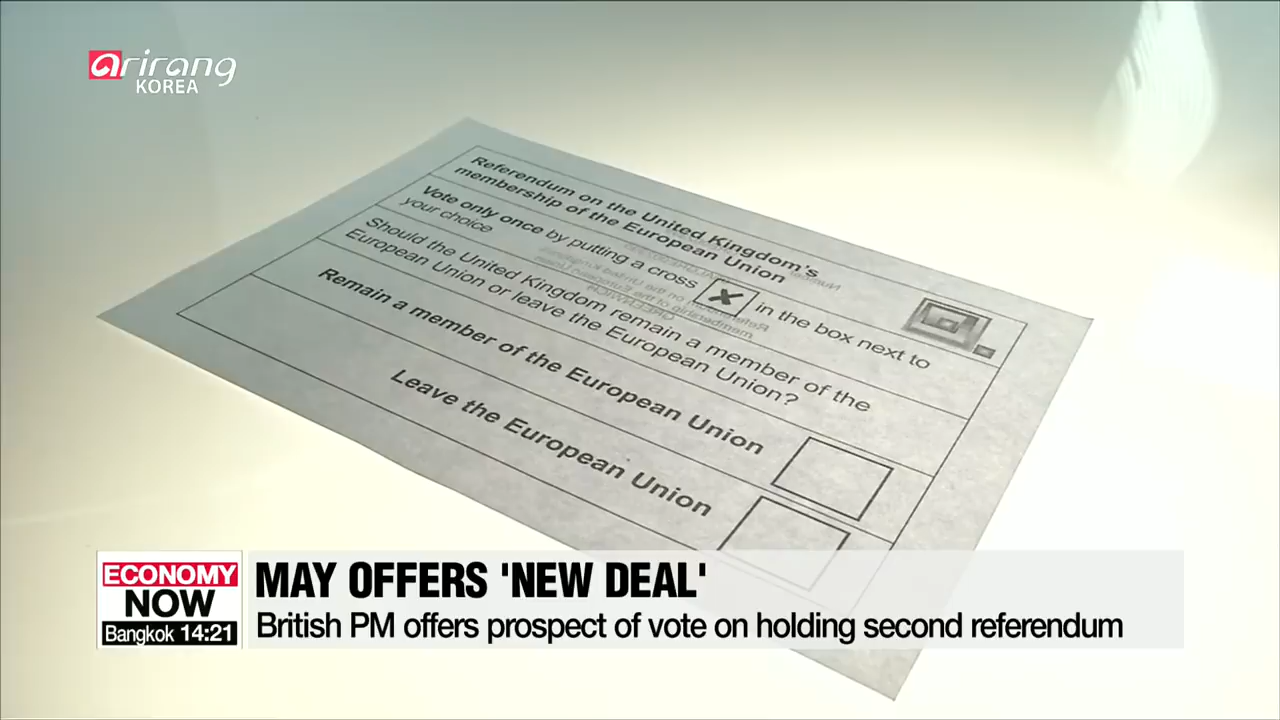 arirang
KOREA
Referendum on the United Kingdom's
membership of the European Union
Vote only once by putting a cross X in the box next to
your choice
Should the United Kingdom remain a member of the
European Union or leave the European Union?
Remain a member of the European Union
Leave the European Union
ECONOMY
NOW
Bangkok 14:21
MAY OFFERS 'NEW DEAL'
British PM offers prospect of vote on holding second referendum